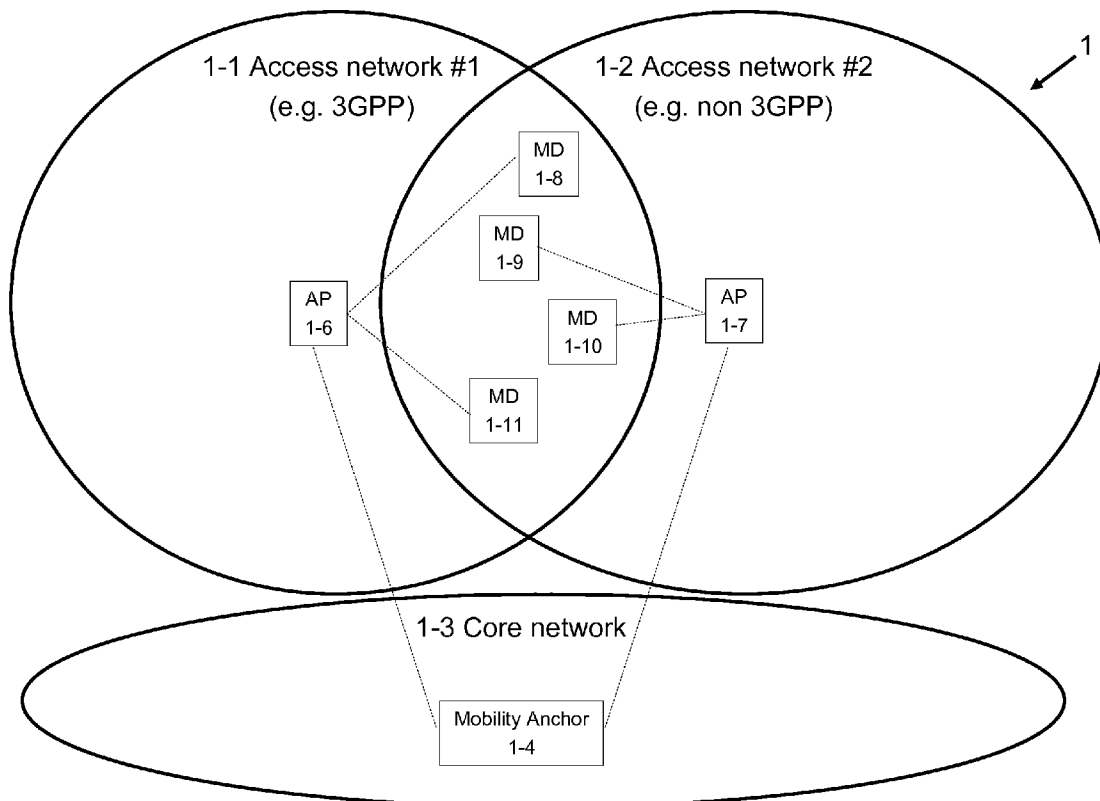 1
1-1 Access network #1
(e.g. 3GPP)
1-2 Access network #2
(e.g. non 3GPP)
MD
1-8
MD
1-9
AP
1-6
MD
1-10
AP
1-7
MD
1-11
1-3 Core network
Mobility Anchor
1-4